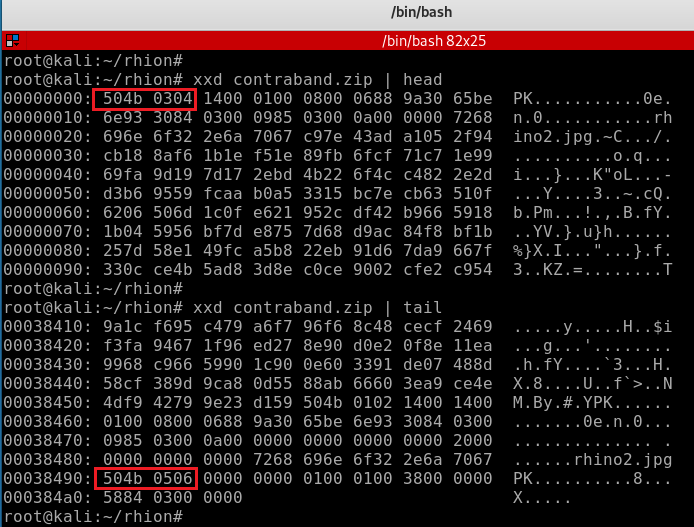 /bin/bash
/bin/bash 82x25
root@kali:~/rhion#
root@kali:~/rhion# xxd contraband.zip | head
00000000: 504b 0304 1400 0100 0800 0688 9a30 65be  PK...........0e.
00000010: 6e93 3084 0300 0985 0300 0a00 0000 7268  n.0...........rh
00000020: 696e 6f32 2e6a 7067 c97e 43ad a105 2f94  ino2.jpg.~C.../.
00000030: cb18 8af6 1b1e f51e 89fb 6fcf 71c7 1e99  ..........o.q...
00000040: 69fa 9d19 7d17 2ebd 4b22 6f4c c482 2e2d  i...}...K"oL...-
00000050: d3b6 9559 fcaa b0a5 3315 bc7e cb63 510f  ...Y....3..~.cQ.
00000060: 6206 506d 1c0f e621 952c df42 b966 5918  b.Pm...!.,.B.fY.
00000070: 1b04 5956 bf7d e875 7d68 d9ac 84f8 bf1b  ..YV.}.u}h......
00000080: 257d 58e1 49fc a5b8 22eb 91d6 7da9 667f  %}X.I..."...}.f.
00000090: 330c ce4b 5ad8 3d8e c0ce 9002 cfe2 c954  3..KZ.=........T
root@kali:~/rhion#
root@kali:~/rhion# xxd contraband.zip | tail
00038410: 9a1c f695 c479 a6f7 96f6 8c48 cecf 2469  .....y.....H..$i
00038420: f3fa 9467 1f96 ed27 8e90 d0e2 0f8e 11ea  ...g...'........
00038430: 9968 c966 5990 1c90 0e60 3391 de07 488d  .h.fY....`3...H.
00038440: 58cf 389d 9ca8 0d55 88ab 6660 3ea9 ce4e  X.8....U..f`>..N
00038450: 4df9 4279 9e23 d159 504b 0102 1400 1400  M.By.#.YPK......
00038460: 0100 0800 0688 9a30 65be 6e93 3084 0300  .......0e.n.0...
00038470: 0985 0300 0a00 0000 0000 0000 0000 2000  .............. .
00038480: 0000 0000 0000 7268 696e 6f32 2e6a 7067  ......rhino2.jpg
00038490: 504b 0506 0000 0000 0100 0100 3800 0000  PK..........8...
000384a0: 5884 0300 0000  X.....
root@kali:~/rhion#